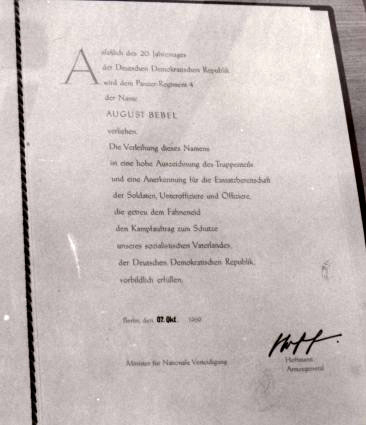 Anläßlich des 20. Jahrestages
der Deutschen Demokratischen Republik
wird dem Panzer-Regiment 4
der Name
AUGUST BEBEL
verliehen.
Die Verleihung dieses Namens
ist eine hohe Auszeichnung des Truppenteils
und eine Anerkennung für die Einsatzbereitschaft
der Soldaten, Unteroffiziere und Offiziere,
die getreu dem Fahneneid
den Kampfauftrag zum Schutze
unseres sozialistischen Vaterlandes,
der Deutschen Demokratischen Republik,
vorbildlich erfüllen.
Berlin, den 07. Okt. 1969
Minister für Nationale Verteidigung
Hoffmann
Armeegeneral